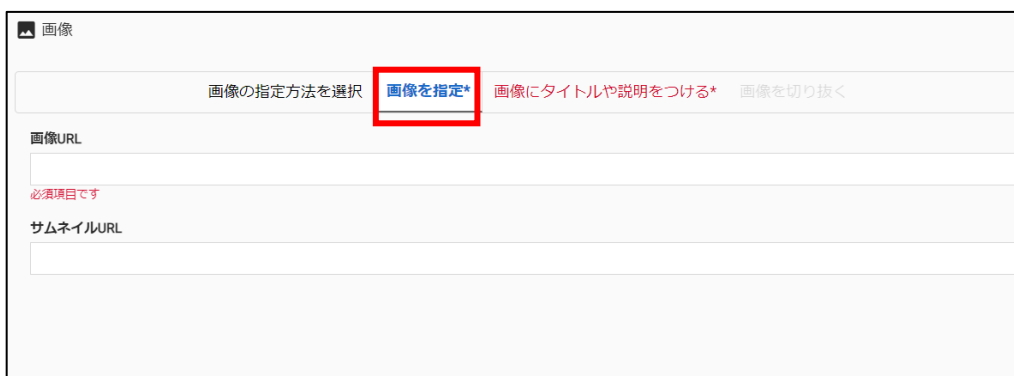 画像
画像の指定方法を選択 画像を指定* 画像にタイトルや説明をつける* 画像を切り抜く
画像URL
必須項目です
サムネイルURL